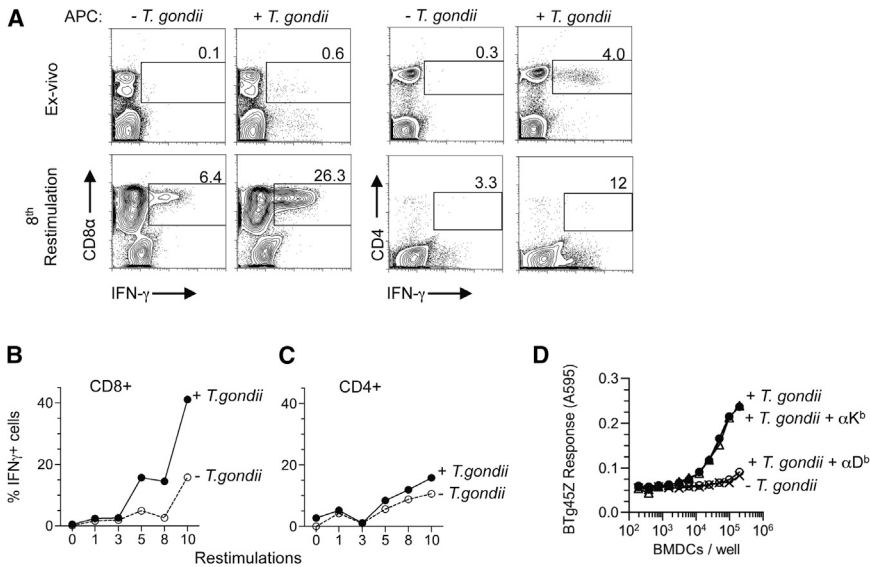 A
APC: - T. gondii + T. gondii - T. gondii + T. gondii
Ex-vivo
0.1 0.6 0.3 4.0
8th
Restimulation
6.4 26.3 3.3 12
CD8α
CD4
IFN-γ IFN-γ
B
CD8+
% IFNγ+ cells
40
20
0
0 1 3 5 8 10
+ T.gondii
- T.gondii
C
CD4+
40
20
0
0 1 3 5 8 10
+ T.gondii
- T.gondii
Restimulations
D
BTg45Z Response (A595)
0.3
0.2
0.1
0.0
10² 10³ 10⁴ 10⁵ 10⁶
BMDCs / well
+ T. gondii
+ T. gondii + αKᵇ
+ T. gondii + αDᵇ
- T. gondii